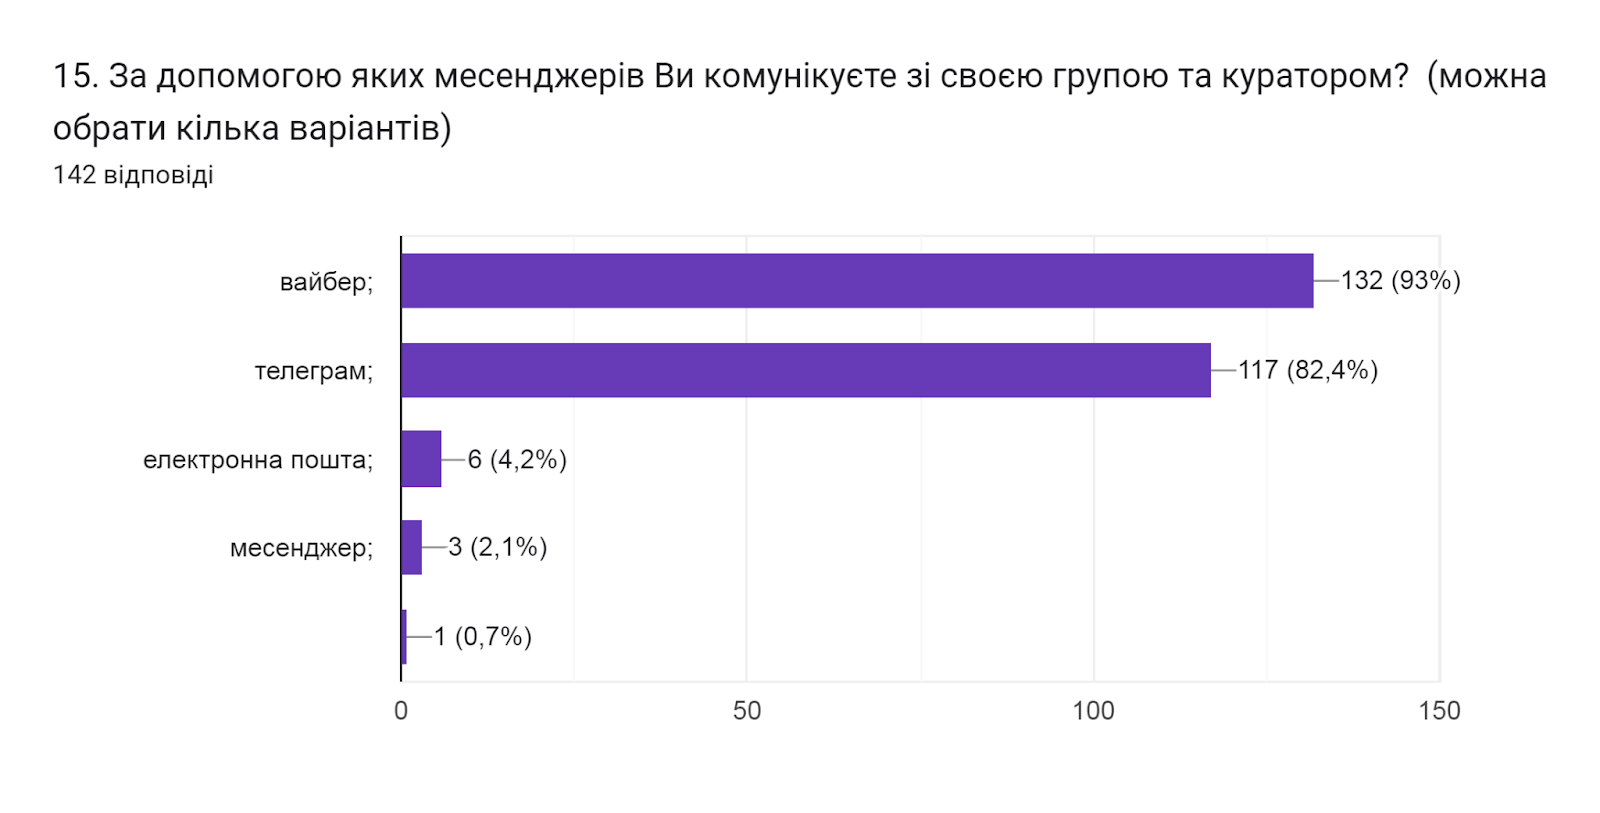 15. За допомогою яких месенджерів Ви комунікуєте зі своєю групою та куратором?  (можна
обрати кілька варіантів)
142 відповіді
вайбер;
132 (93%)
телеграм;
117 (82,4%)
електронна пошта;
6 (4,2%)
месенджер;
3 (2,1%)
1 (0,7%)
0 50 100 150